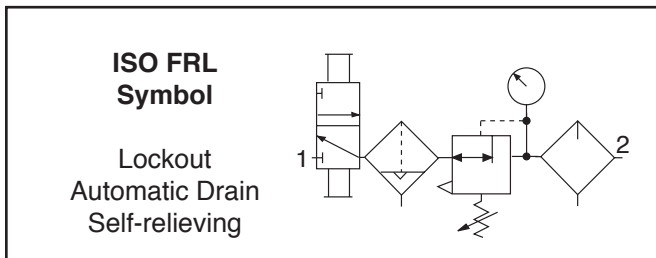 ISO FRL
Symbol
Lockout
Automatic Drain
Self-relieving
1
2